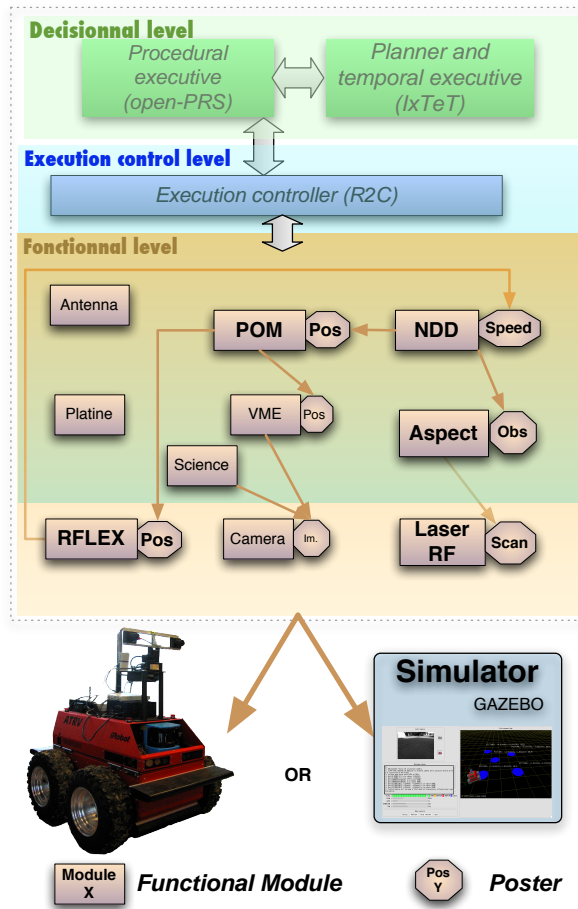 Decisionnal level
Procedural
executive
(open-PRS)
Planner and
temporal executive
(IxTeT)
Execution control level
Execution controller (R2C)
Fonctionnal level
Antenna
POM
Pos
NDD
Speed
Platine
VME
Pos
Aspect
Obs
Science
RFLEX
Pos
Camera
Im.
Laser
RF
Scan
Simulator
GAZEBO
ATRV
iRobot
OR
Module
X
Functional Module
Pos
Y
Poster